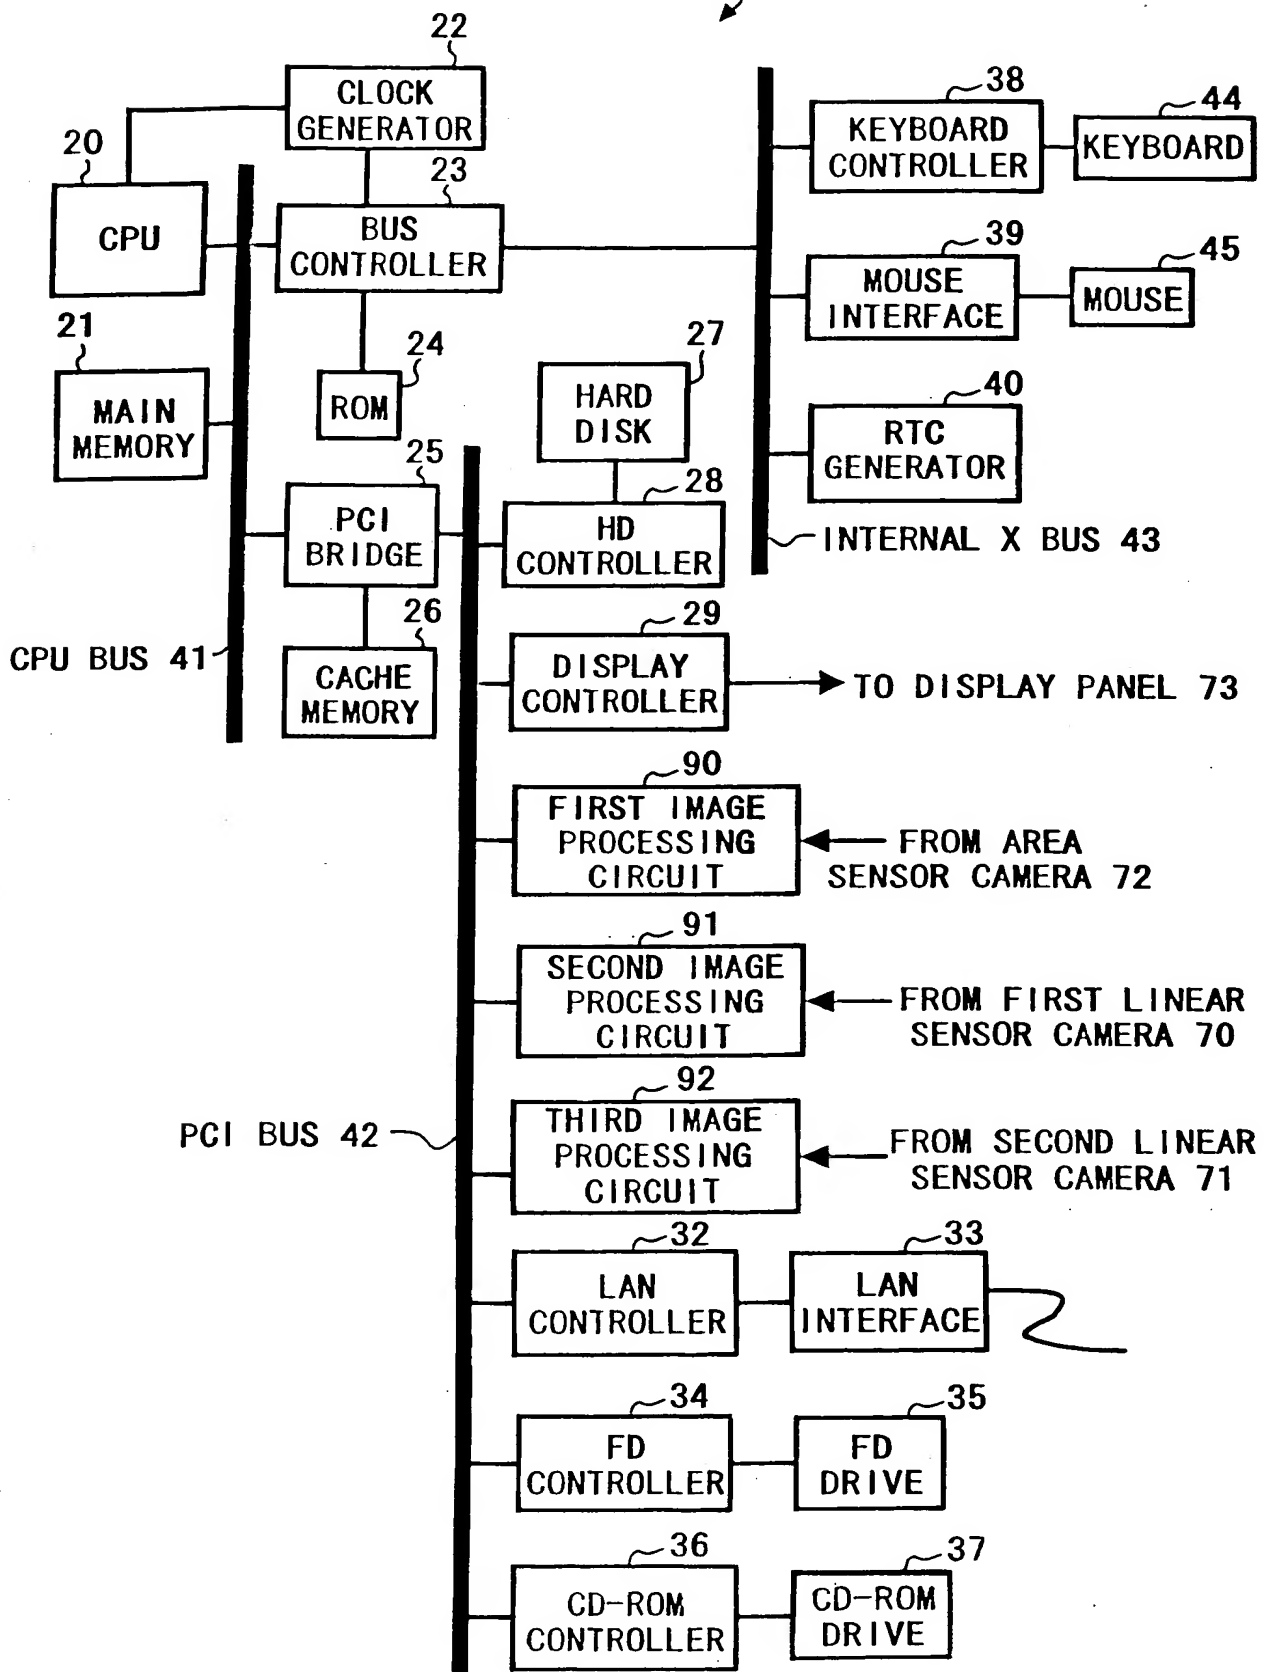 22
CLOCK
GENERATOR
20
CPU
23
BUS
CONTROLLER
38
KEYBOARD
CONTROLLER
44
KEYBOARD
39
MOUSE
INTERFACE
45
MOUSE
21
MAIN
MEMORY
24
ROM
27
HARD
DISK
40
RTC
GENERATOR
25
PCI
BRIDGE
28
HD
CONTROLLER
INTERNAL X BUS 43
26
CACHE
MEMORY
CPU BUS 41
29
DISPLAY
CONTROLLER
TO DISPLAY PANEL 73
90
FIRST IMAGE
PROCESSING
CIRCUIT
FROM AREA
SENSOR CAMERA 72
91
SECOND IMAGE
PROCESSING
CIRCUIT
FROM FIRST LINEAR
SENSOR CAMERA 70
92
THIRD IMAGE
PROCESSING
CIRCUIT
FROM SECOND LINEAR
SENSOR CAMERA 71
PCI BUS 42
32
LAN
CONTROLLER
33
LAN
INTERFACE
34
FD
CONTROLLER
35
FD
DRIVE
36
CD-ROM
CONTROLLER
37
CD-ROM
DRIVE